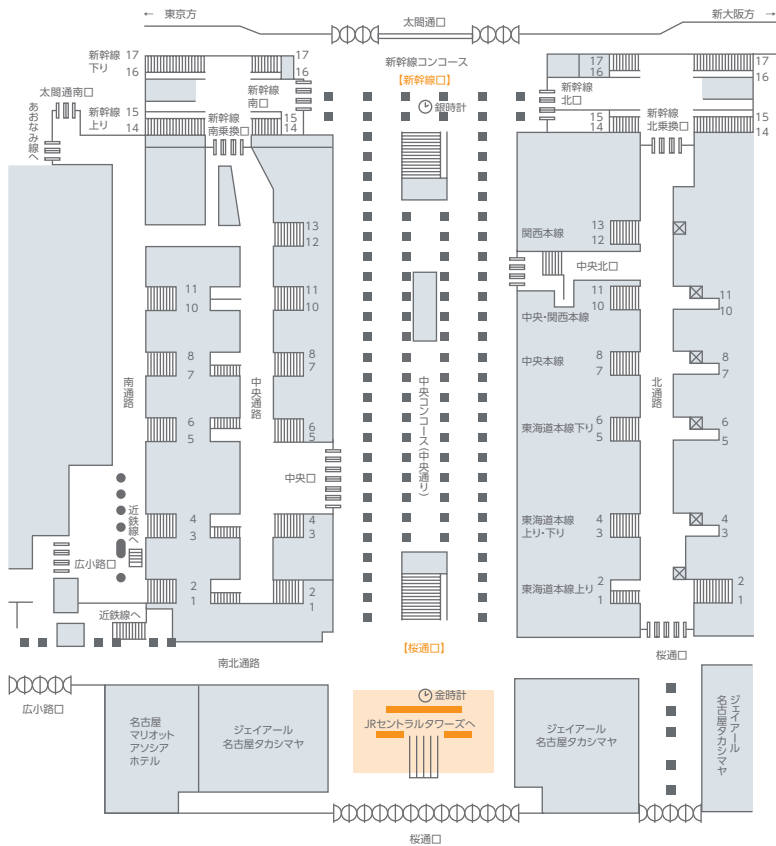 ← 東京方
太閤通口
新大阪方 →
新幹線コンコース
【新幹線口】
銀時計
新幹線
下り
17
16
17
16
新幹線
南口
太閤通南口
新幹線
上り
15
14
15
14
新幹線
南乗換口
あおなみ線へ
17
16
17
16
新幹線
北口
15
14
15
14
新幹線
北乗換口
13
12
関西本線
13
12
中央北口
11
10
11
10
11
10
11
10
中央・関西本線
8
7
8
7
中央本線
8
7
8
7
南通路
中央通路
中央コンコース(中央通り)
北通路
6
5
6
5
東海道本線下り
6
5
6
5
中央口
近鉄線へ
4
3
4
3
東海道本線
上り・下り
4
3
4
3
広小路口
2
1
2
1
東海道本線上り
2
1
2
1
近鉄線へ
【桜通口】
桜通口
南北通路
広小路口
金時計
JRセントラルタワーズへ
名古屋
マリオット
アソシア
ホテル
ジェイアール
名古屋タカシマヤ
ジェイアール
名古屋タカシマヤ
ジェイアール
名古屋タカシマヤ
桜通口